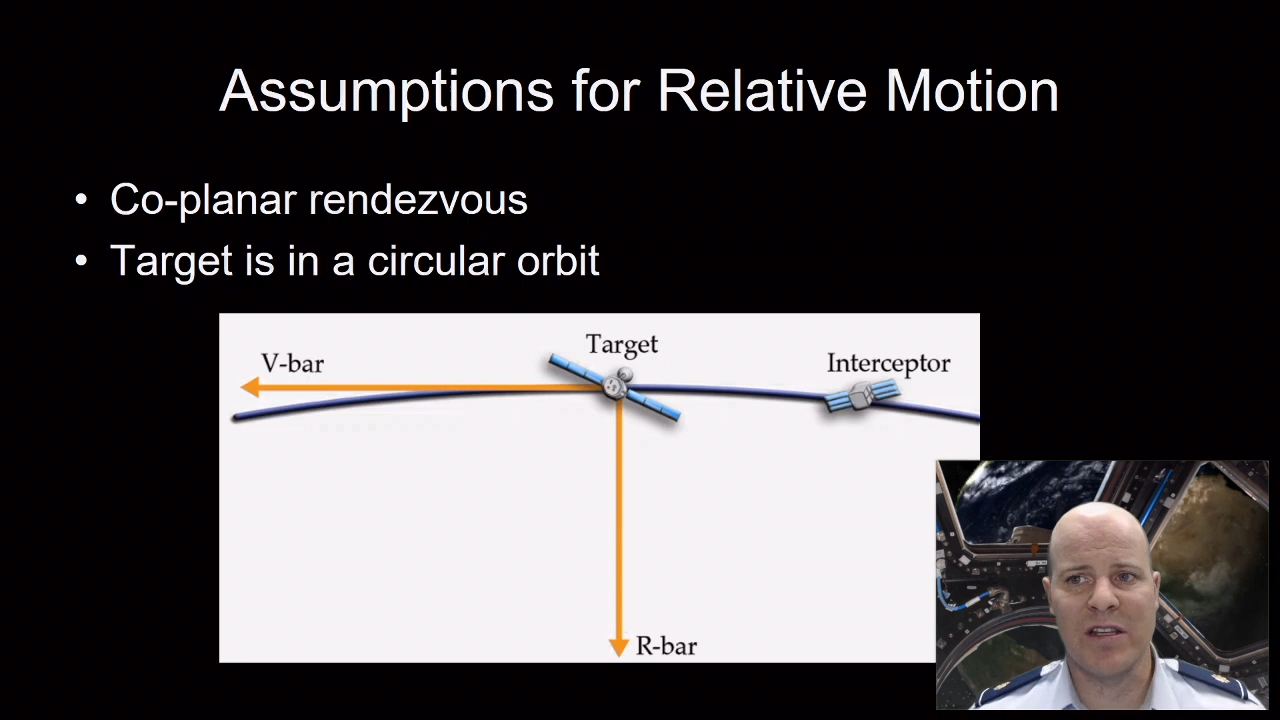 Assumptions for Relative Motion
• Co-planar rendezvous
• Target is in a circular orbit
Target
V-bar
Interceptor
R-bar